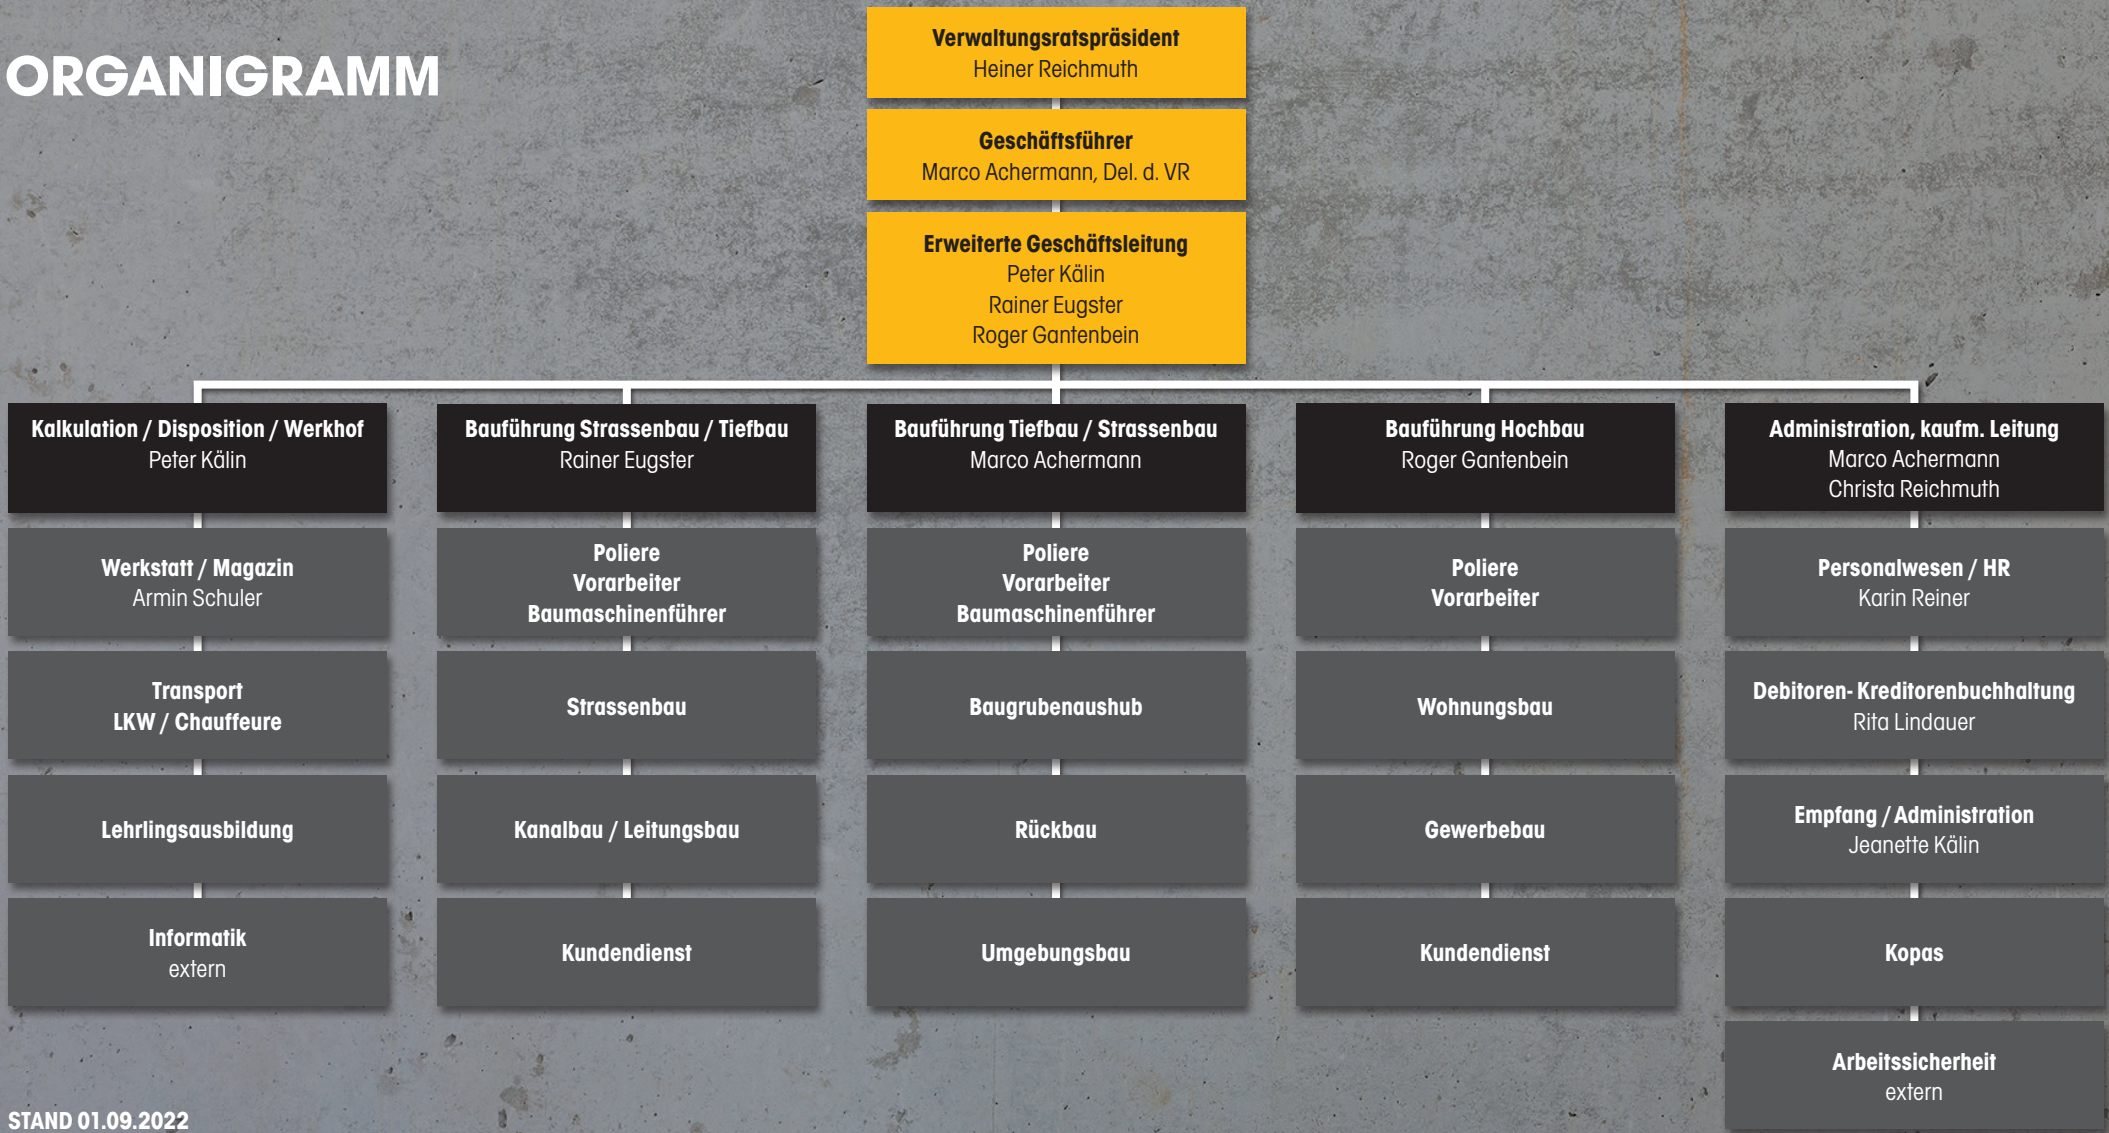 ORGANIGRAMM
Verwaltungsratspräsident
Heiner Reichmuth
Geschäftsführer
Marco Achermann, Del. d. VR
Erweiterte Geschäftsleitung
Peter Kälin
Rainer Eugster
Roger Gantenbein
Kalkulation / Disposition / Werkhof
Peter Kälin
Werkstatt / Magazin
Armin Schuler
Transport
LKW / Chauffeure
Lehrlingsausbildung
Informatik
extern
Bauführung Strassenbau / Tiefbau
Rainer Eugster
Poliere
Vorarbeiter
Baumaschinenführer
Strassenbau
Kanalbau / Leitungsbau
Kundendienst
Bauführung Tiefbau / Strassenbau
Marco Achermann
Poliere
Vorarbeiter
Baumaschinenführer
Baugrubenaushub
Rückbau
Umgebungsbau
Bauführung Hochbau
Roger Gantenbein
Poliere
Vorarbeiter
Wohnungsbau
Gewerbebau
Kundendienst
Administration, kaufm. Leitung
Marco Achermann
Christa Reichmuth
Personalwesen / HR
Karin Reiner
Debitoren- Kreditorenbuchhaltung
Rita Lindauer
Empfang / Administration
Jeanette Kälin
Kopas
Arbeitssicherheit
extern
STAND 01.09.2022